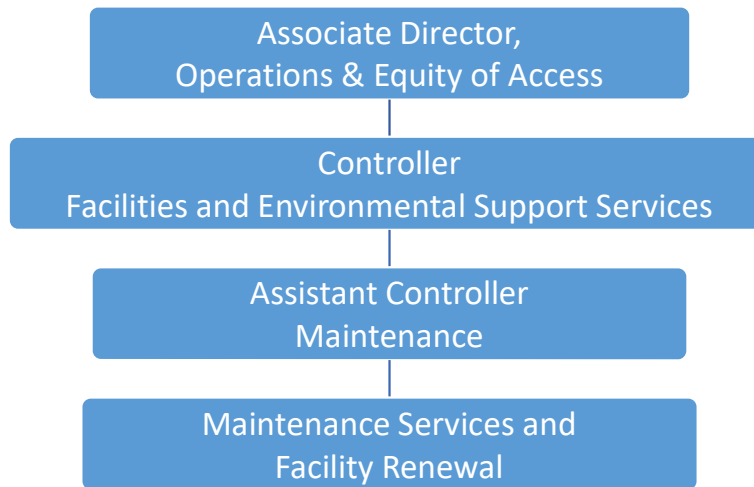 Associate Director,
Operations & Equity of Access
Controller
Facilities and Environmental Support Services
Assistant Controller
Maintenance
Maintenance Services and
Facility Renewal